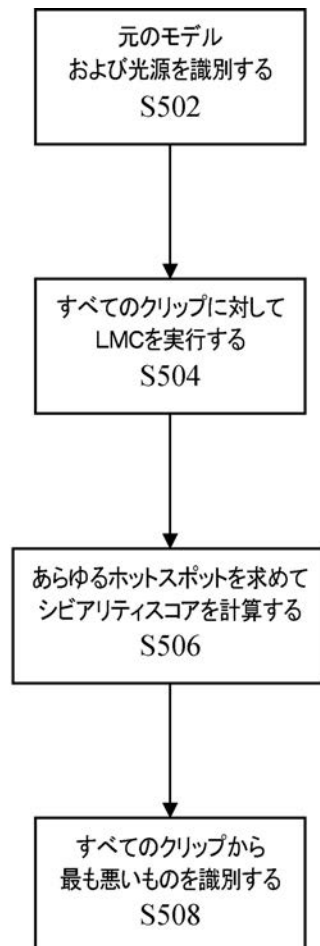 元のモデル
および光源を識別する
S502
すべてのクリップに対して
LMCを実行する
S504
あらゆるホットスポットを求めて
シビアリティスコアを計算する
S506
すべてのクリップから
最も悪いものを識別する
S508